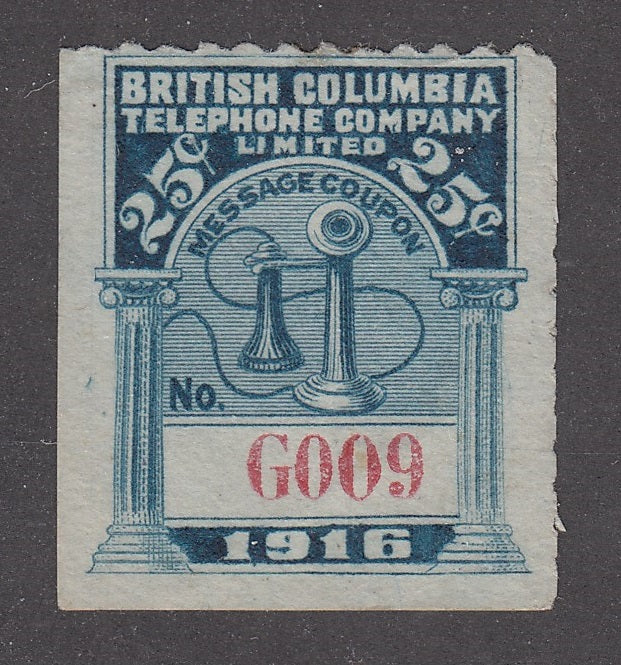 BRITISH COLUMBIA
TELEPHONE COMPANY
LIMITED
25¢ 25¢
MESSAGE COUPON
No.
G009
1916